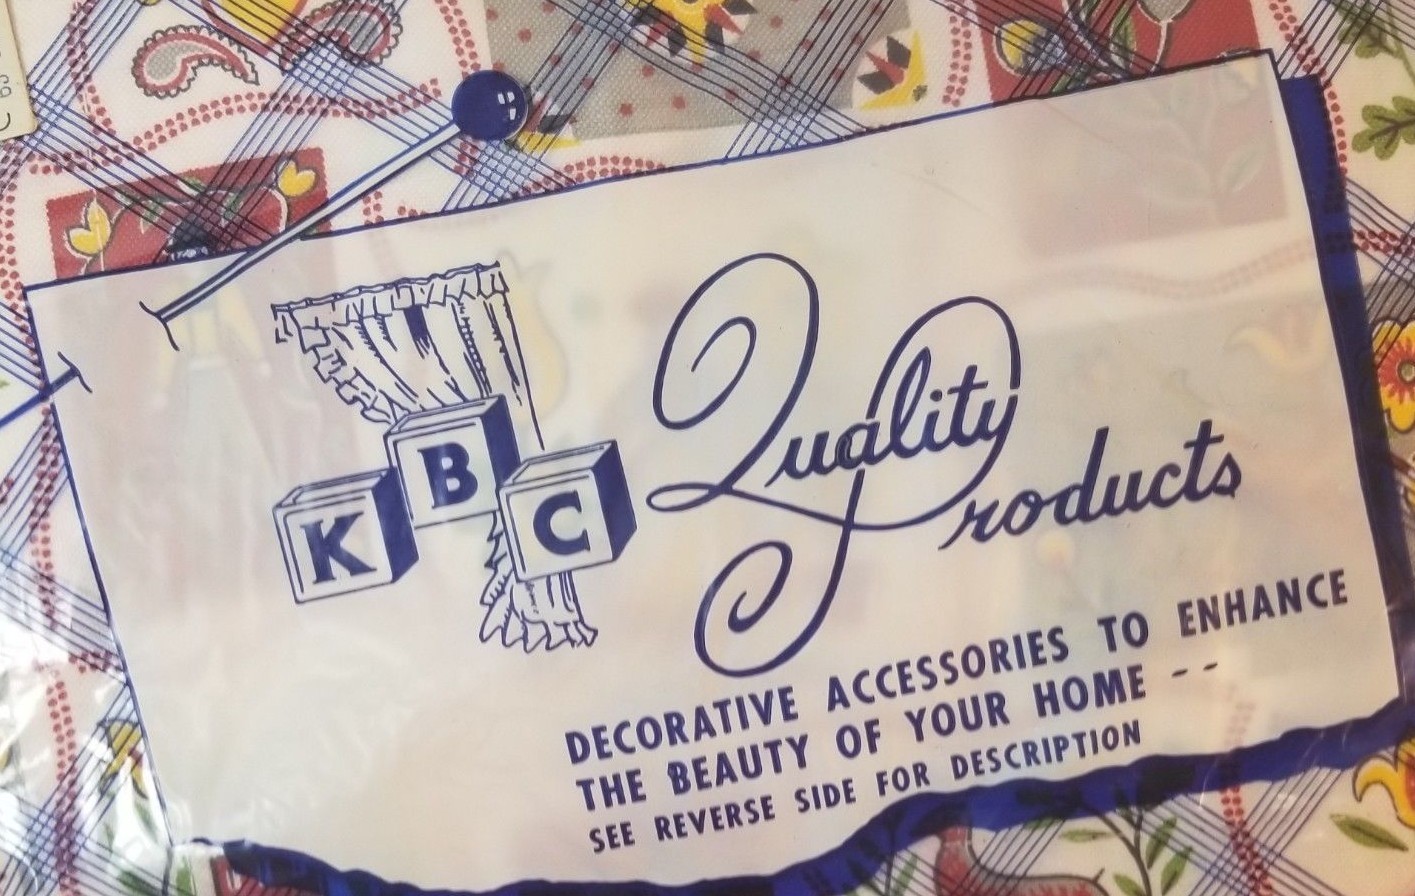 K B C
Quality
Products
DECORATIVE ACCESSORIES TO ENHANCE
THE BEAUTY OF YOUR HOME --
SEE REVERSE SIDE FOR DESCRIPTION